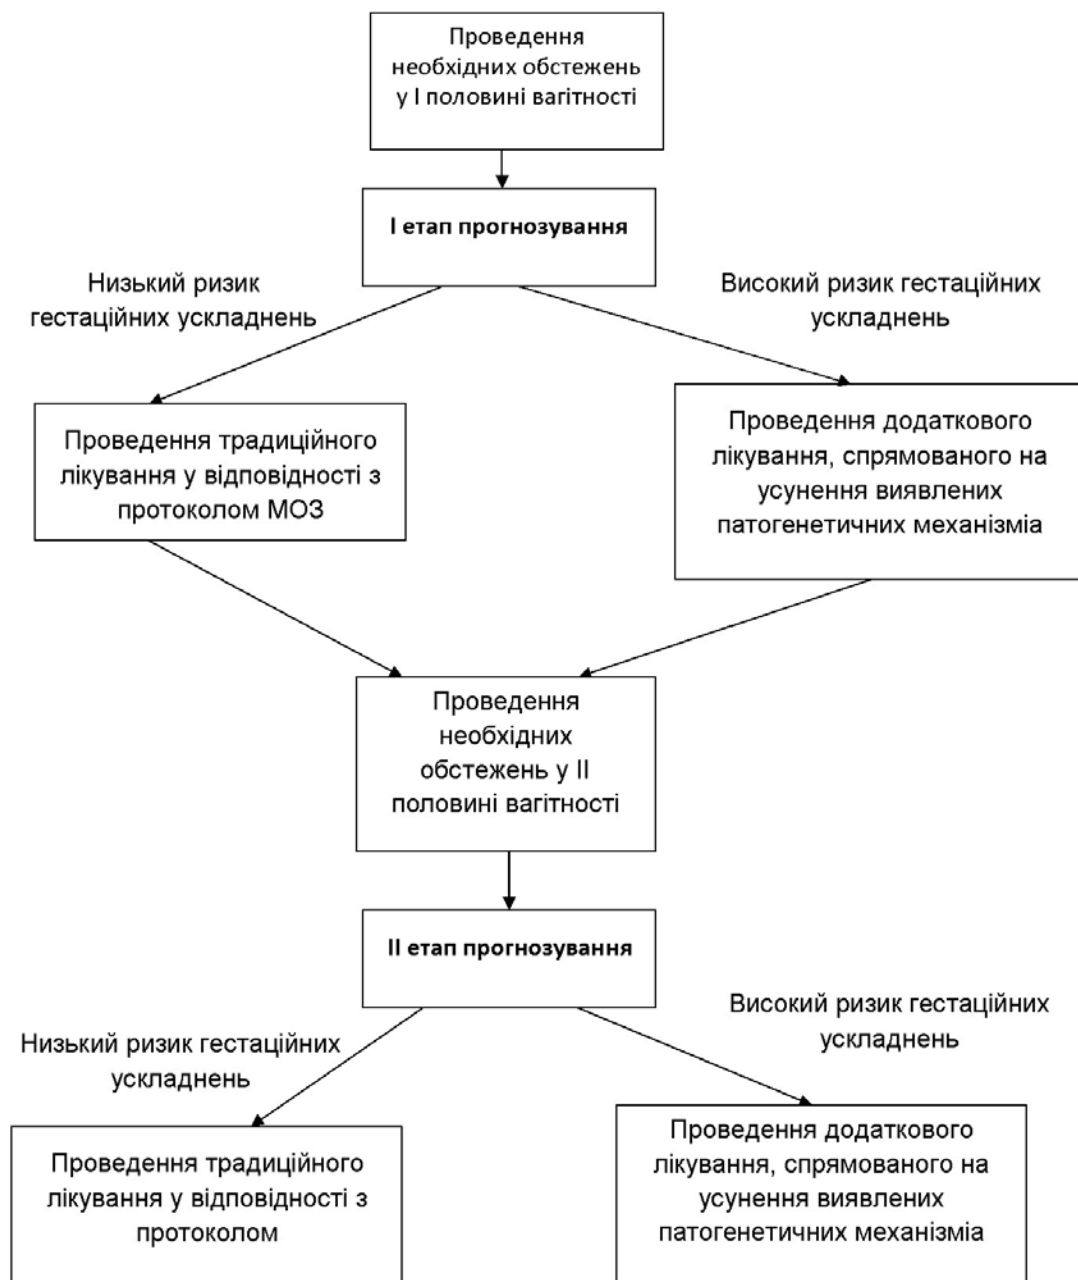 Проведення
необхідних обстежень
у І половині вагітності
І етап прогнозування
Низький ризик
гестаційних ускладнень
Високий ризик гестаційних
ускладнень
Проведення традиційного
лікування у відповідності з
протоколом МОЗ
Проведення додаткового
лікування, спрямованого на
усунення виявлених
патогенетичних механізміа
Проведення
необхідних
обстежень у ІІ
половині вагітності
ІІ етап прогнозування
Низький ризик гестаційних
ускладнень
Високий ризик гестаційних
ускладнень
Проведення традиційного
лікування у відповідності з
протоколом
Проведення додаткового
лікування, спрямованого на
усунення виявлених
патогенетичних механізміа